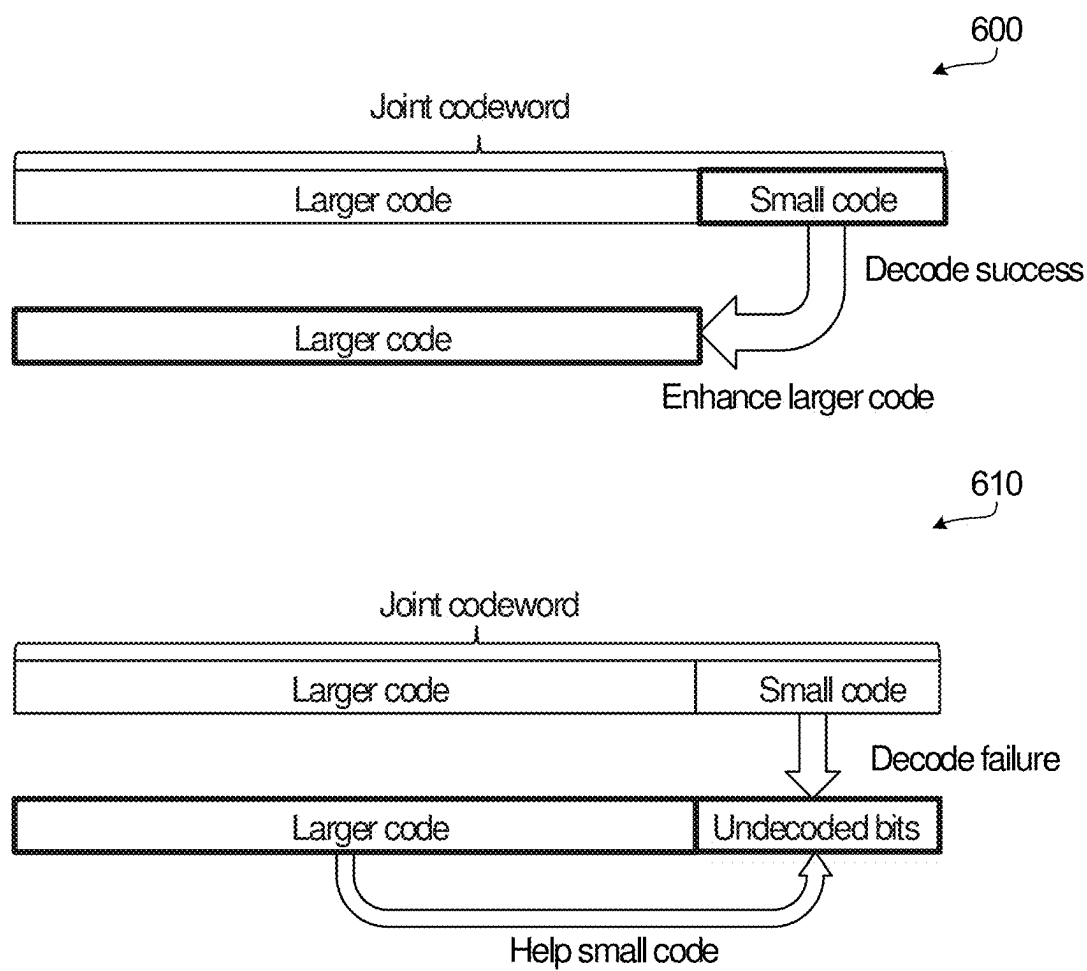 600
Joint codeword
Larger code
Small code
Decode success
Larger code
Enhance larger code
610
Joint codeword
Larger code
Small code
Decode failure
Larger code
Undecoded bits
Help small code